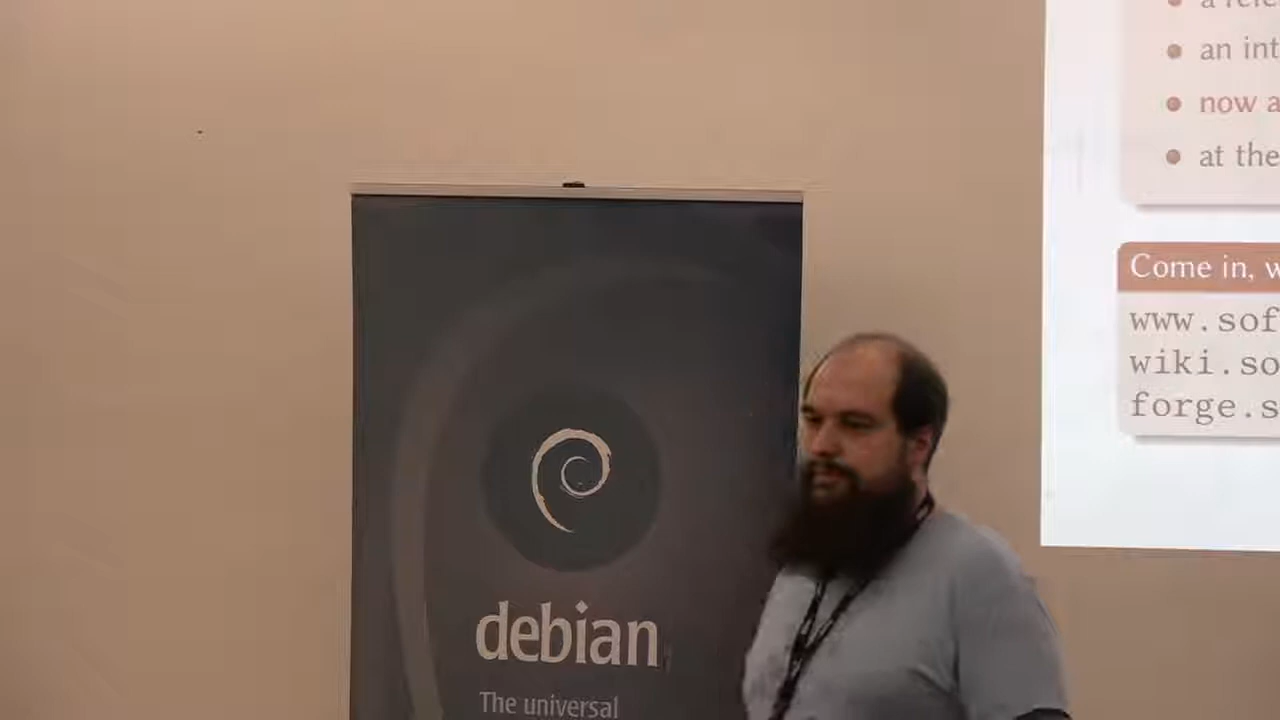 debian
The universal
an int
now a
at the
Come in, w
www.sof
wiki.so
forge.s